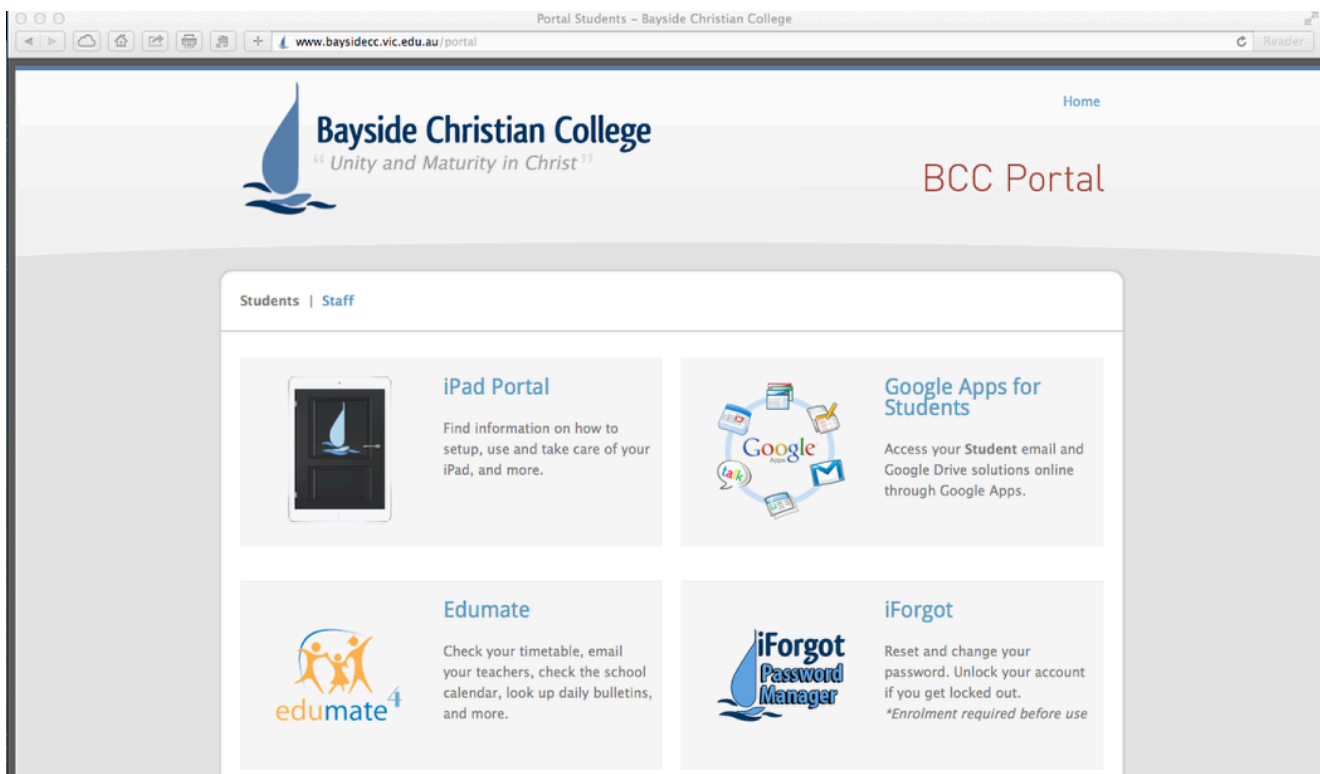 Portal Students – Bayside Christian College
www.baysidecc.vic.edu.au/portal
Reader
Home
Bayside Christian College
“ Unity and Maturity in Christ ”
BCC Portal
Students | Staff
iPad Portal
Find information on how to
setup, use and take care of your
iPad, and more.
Google Apps for
Students
Access your Student email and
Google Drive solutions online
through Google Apps.
Google
Apps
talk
Edumate
Check your timetable, email
your teachers, check the school
calendar, look up daily bulletins,
and more.
edumate4
iForgot
Reset and change your
password. Unlock your account
if you get locked out.
*Enrolment required before use
iForgot
Password
Manager